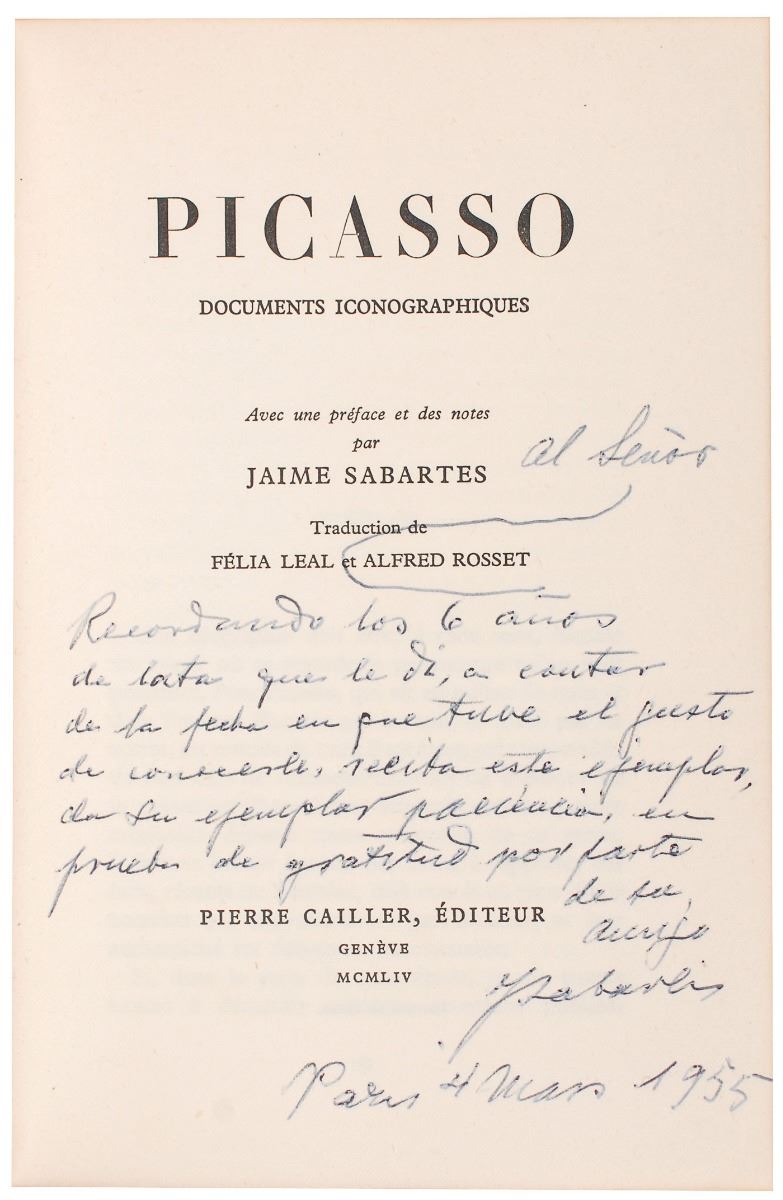 PICASSO
DOCUMENTS ICONOGRAPHIQUES
Avec une préface et des notes
par
JAIME SABARTES
al Señor
Traduction de
FÉLIA LEAL et ALFRED ROSSET
Recordando los 6 años
de lata que le di, a contar
de la fecha en que tuve el gusto
de conocerle, reciba este ejemplar,
de su ejemplar paciencia, en
prueba de gratitud por parte
de su
amigo
PIERRE CAILLER, ÉDITEUR
GENÈVE
MCMLIV
JSabartés
Paris 4 Mars 1955